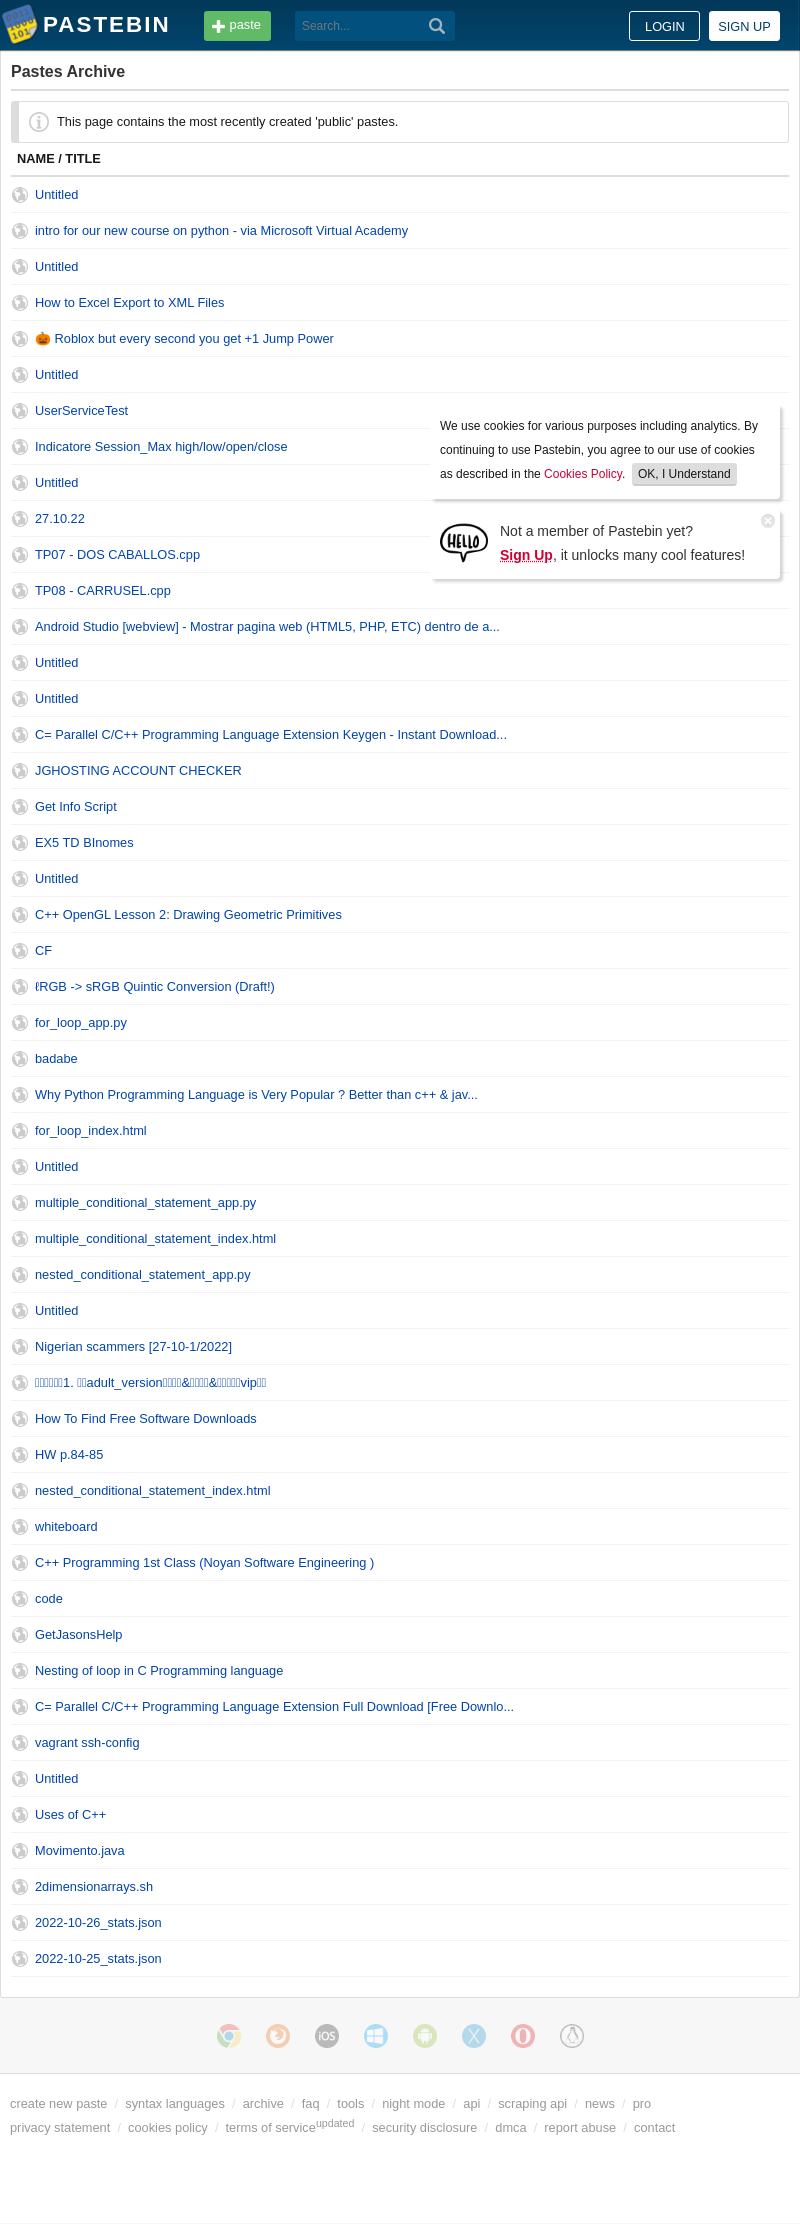 PASTEBIN
paste
Search...
LOGIN
SIGN UP
Pastes Archive
This page contains the most recently created 'public' pastes.
NAME / TITLE
Untitled
intro for our new course on python - via Microsoft Virtual Academy
Untitled
How to Excel Export to XML Files
🎃 Roblox but every second you get +1 Jump Power
Untitled
UserServiceTest
Indicatore Session_Max high/low/open/close
Untitled
27.10.22
TP07 - DOS CABALLOS.cpp
TP08 - CARRUSEL.cpp
We use cookies for various purposes including analytics. By
continuing to use Pastebin, you agree to our use of cookies
as described in the Cookies Policy. OK, I Understand
HELLO
Not a member of Pastebin yet?
Sign Up, it unlocks many cool features!
Android Studio [webview] - Mostrar pagina web (HTML5, PHP, ETC) dentro de a...
Untitled
Untitled
C= Parallel C/C++ Programming Language Extension Keygen - Instant Download...
JGHOSTING ACCOUNT CHECKER
Get Info Script
EX5 TD BInomes
Untitled
C++ OpenGL Lesson 2: Drawing Geometric Primitives
CF
ℓRGB -> sRGB Quintic Conversion (Draft!)
for_loop_app.py
badabe
Why Python Programming Language is Very Popular ? Better than c++ & jav...
for_loop_index.html
Untitled
multiple_conditional_statement_app.py
multiple_conditional_statement_index.html
nested_conditional_statement_app.py
Untitled
Nigerian scammers [27-10-1/2022]
1. adult_version & & vip
How To Find Free Software Downloads
HW p.84-85
nested_conditional_statement_index.html
whiteboard
C++ Programming 1st Class (Noyan Software Engineering )
code
GetJasonsHelp
Nesting of loop in C Programming language
C= Parallel C/C++ Programming Language Extension Full Download [Free Downlo...
vagrant ssh-config
Untitled
Uses of C++
Movimento.java
2dimensionarrays.sh
2022-10-26_stats.json
2022-10-25_stats.json
iOS
create new paste / syntax languages / archive / faq / tools / night mode / api / scraping api / news / pro
privacy statement / cookies policy / terms of service updated / security disclosure / dmca / report abuse / contact